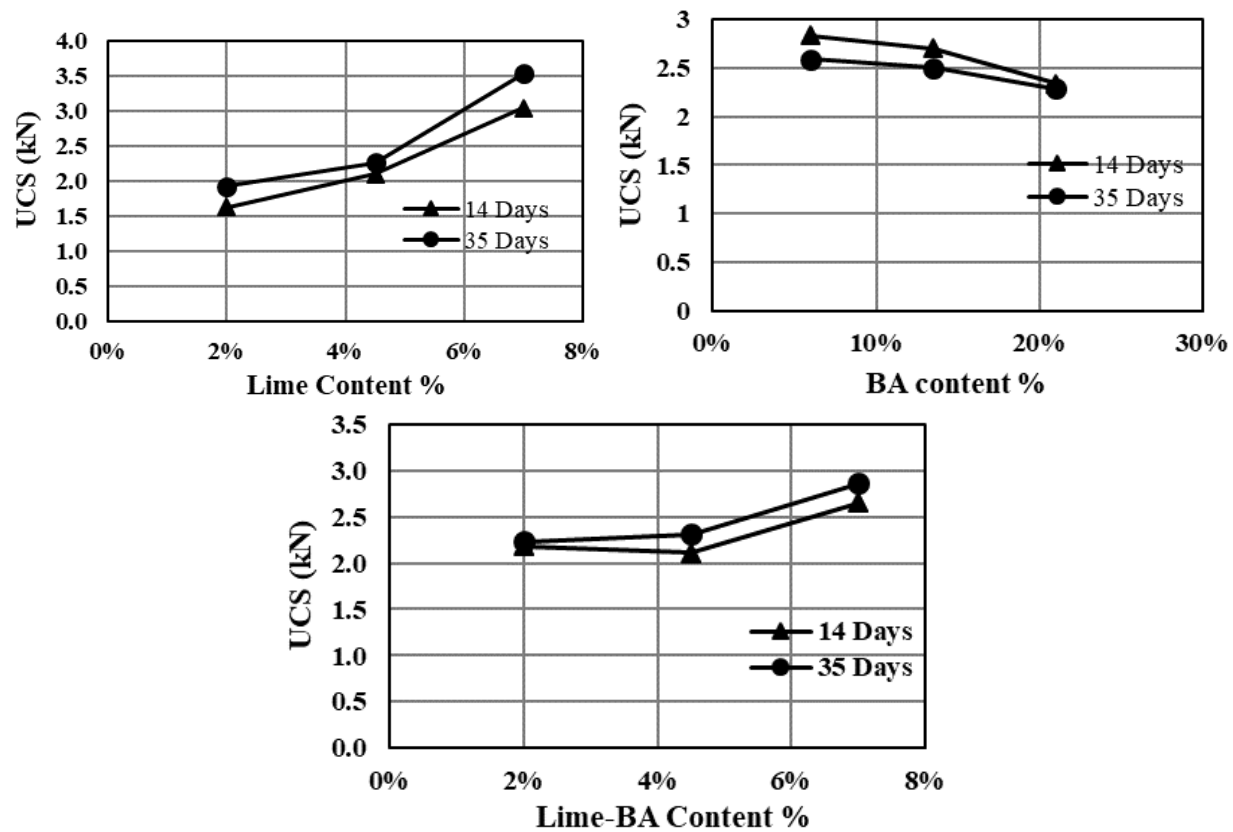 4.0
3.5
3.0
2.5
2.0
1.5
1.0
0.5
0.0
UCS (kN)
14 Days
35 Days
0% 2% 4% 6% 8%
Lime Content %
3
2.5
2
1.5
1
0.5
0
UCS (kN)
14 Days
35 Days
0% 10% 20% 30%
BA content %
3.5
3.0
2.5
2.0
1.5
1.0
0.5
0.0
UCS (kN)
14 Days
35 Days
0% 2% 4% 6% 8%
Lime-BA Content %